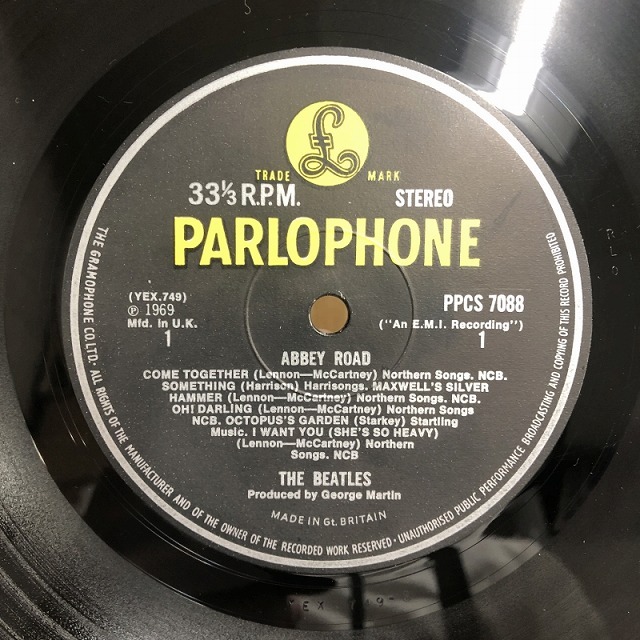 £
TRADE MARK
33⅓ R.P.M. STEREO
PARLOPHONE
(YEX.749) PPCS 7088
Ⓟ 1969
Mfd. in U.K. ("An E.M.I. Recording")
1 1
ABBEY ROAD
COME TOGETHER (Lennon—McCartney) Northern Songs. NCB.
SOMETHING (Harrison) Harrisongs. MAXWELL'S SILVER
HAMMER (Lennon—McCartney) Northern Songs. NCB.
OH! DARLING (Lennon—McCartney) Northern Songs
NCB. OCTOPUS'S GARDEN (Starkey) Startling
Music. I WANT YOU (SHE'S SO HEAVY)
(Lennon—McCartney) Northern
Songs. NCB
THE BEATLES
Produced by George Martin
MADE IN Gt. BRITAIN
THE GRAMOPHONE CO. LTD. · ALL RIGHTS OF THE MANUFACTURER AND OF THE OWNER OF THE RECORDED WORK RESERVED · UNAUTHORISED PUBLIC PERFORMANCE BROADCASTING AND COPYING OF THIS RECORD PROHIBITED
YEX